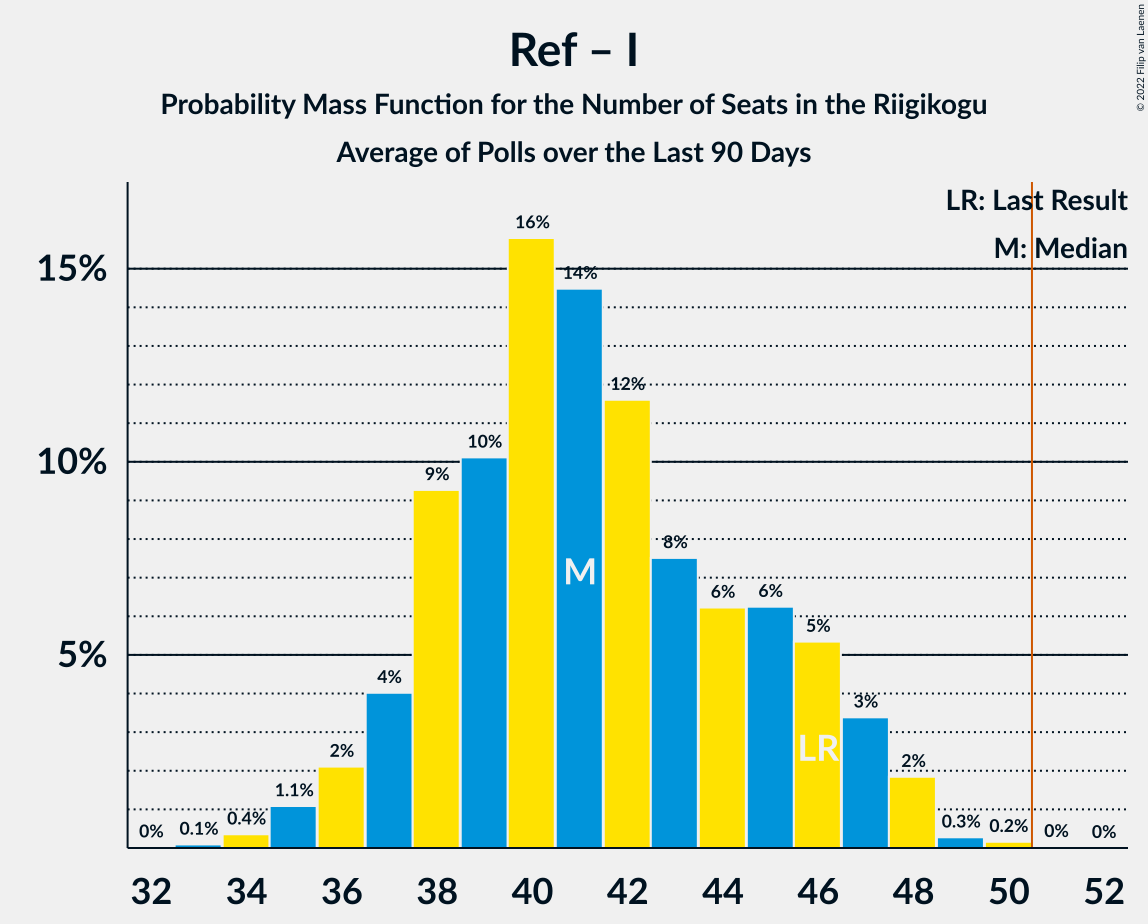 Ref – I
Probability Mass Function for the Number of Seats in the Riigikogu
Average of Polls over the Last 90 Days
© 2022 Filip van Laenen
LR: Last Result
M: Median
15%
10%
5%
0%
0.1%
0.4%
1.1%
2%
4%
9%
10%
16%
14%
12%
8%
6%
6%
5%
3%
2%
0.3%
0.2%
0%
0%
M
LR
32 34 36 38 40 42 44 46 48 50 52